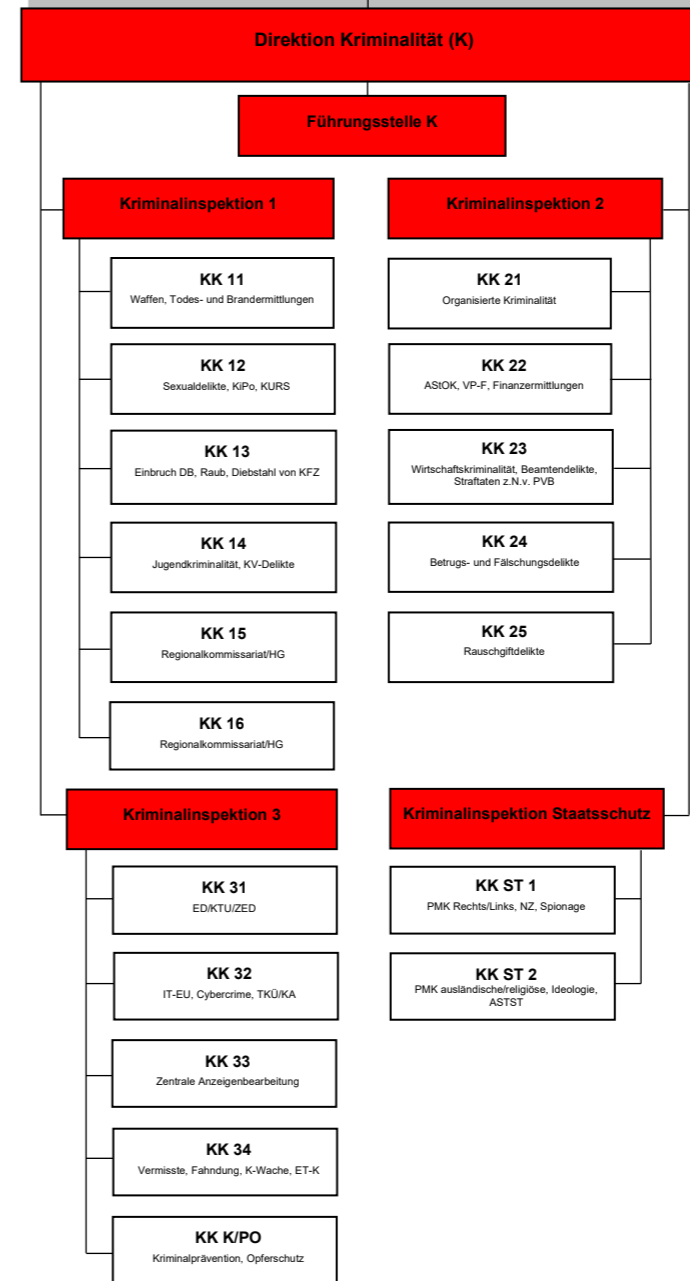 Direktion Kriminalität (K)
Führungsstelle K
Kriminalinspektion 1
KK 11
Waffen, Todes- und Brandermittlungen
KK 12
Sexualdelikte, KiPo, KURS
KK 13
Einbruch DB, Raub, Diebstahl von KFZ
KK 14
Jugendkriminalität, KV-Delikte
KK 15
Regionalkommissariat/HG
KK 16
Regionalkommissariat/HG
Kriminalinspektion 2
KK 21
Organisierte Kriminalität
KK 22
AStOK, VP-F, Finanzermittlungen
KK 23
Wirtschaftskriminalität, Beamtendelikte,
Straftaten z.N.v. PVB
KK 24
Betrugs- und Fälschungsdelikte
KK 25
Rauschgiftdelikte
Kriminalinspektion 3
KK 31
ED/KTU/ZED
KK 32
IT-EU, Cybercrime, TKÜ/KA
KK 33
Zentrale Anzeigenbearbeitung
KK 34
Vermisste, Fahndung, K-Wache, ET-K
KK K/PO
Kriminalprävention, Opferschutz
Kriminalinspektion Staatsschutz
KK ST 1
PMK Rechts/Links, NZ, Spionage
KK ST 2
PMK ausländische/religiöse, Ideologie,
ASTST